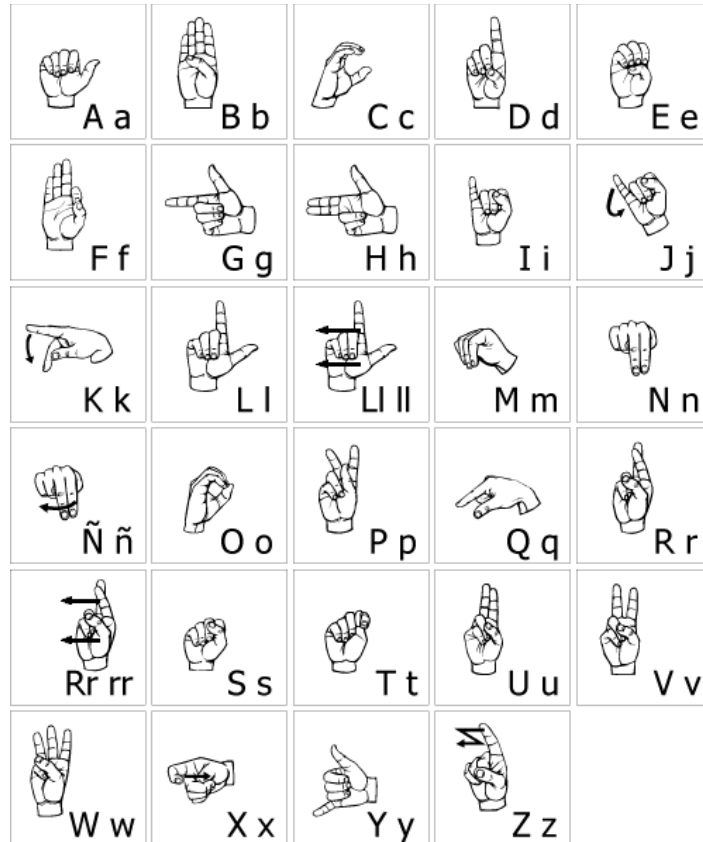 A a B b C c D d E e
F f G g H h I i J j
K k L l Ll ll M m N n
Ñ ñ O o P p Q q R r
Rr rr S s T t U u V v
W w X x Y y Z z